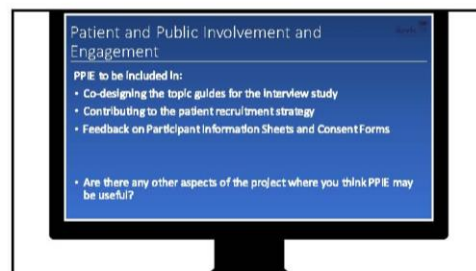 Patient and Public Involvement and
Engagement
PPIE to be included in:
• Co-designing the topic guides for the interview study
• Contributing to the patient recruitment strategy
• Feedback on Participant Information Sheets and Consent Forms
• Are there any other aspects of the project where you think PPIE may
be useful?